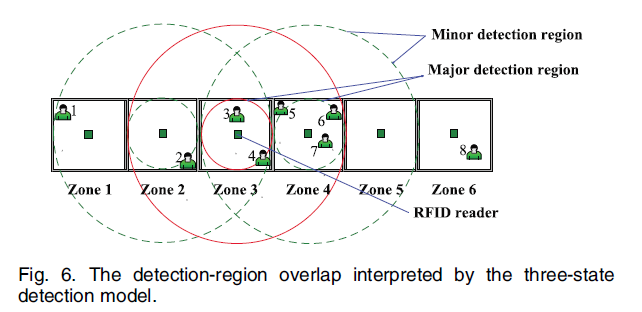 Minor detection region
Major detection region
1
2
3
4
5
6
7
8
Zone 1
Zone 2
Zone 3
Zone 4
Zone 5
Zone 6
RFID reader
Fig. 6. The detection-region overlap interpreted by the three-state
detection model.